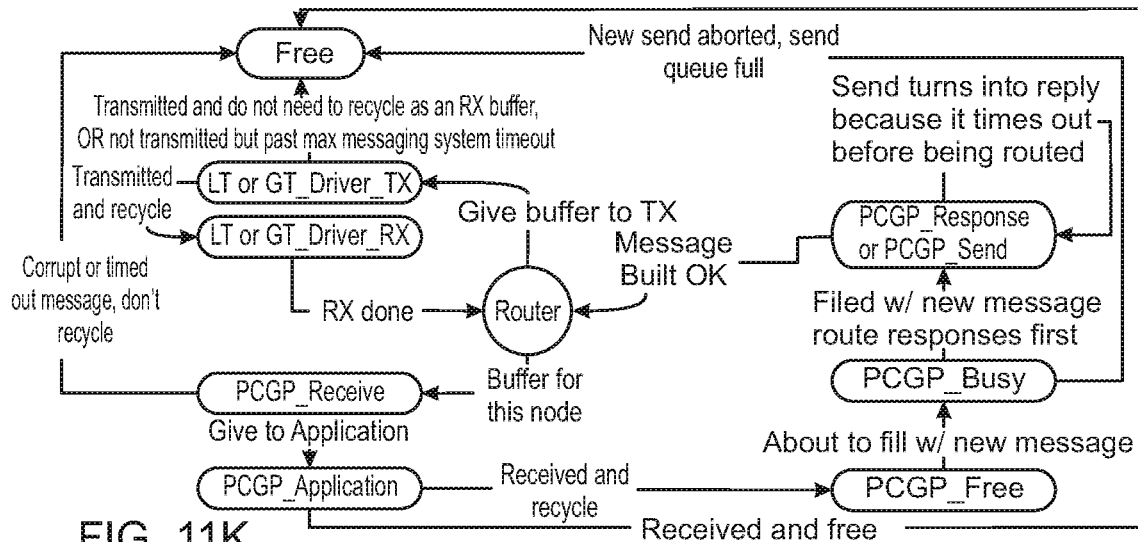 Free
New send aborted, send
queue full
Transmitted and do not need to recycle as an RX buffer,
OR not transmitted but past max messaging system timeout
Send turns into reply
because it times out
before being routed
Transmitted
and recycle
LT or GT_Driver_TX
LT or GT_Driver_RX
Give buffer to TX
Message
Built OK
PCGP_Response
or PCGP_Send
Corrupt or timed
out message, don't
recycle
RX done
Router
Filed w/ new message
route responses first
PCGP_Receive
Buffer for
this node
PCGP_Busy
Give to Application
About to fill w/ new message
PCGP_Application
Received and
recycle
PCGP_Free
FIG. 11K
Received and free